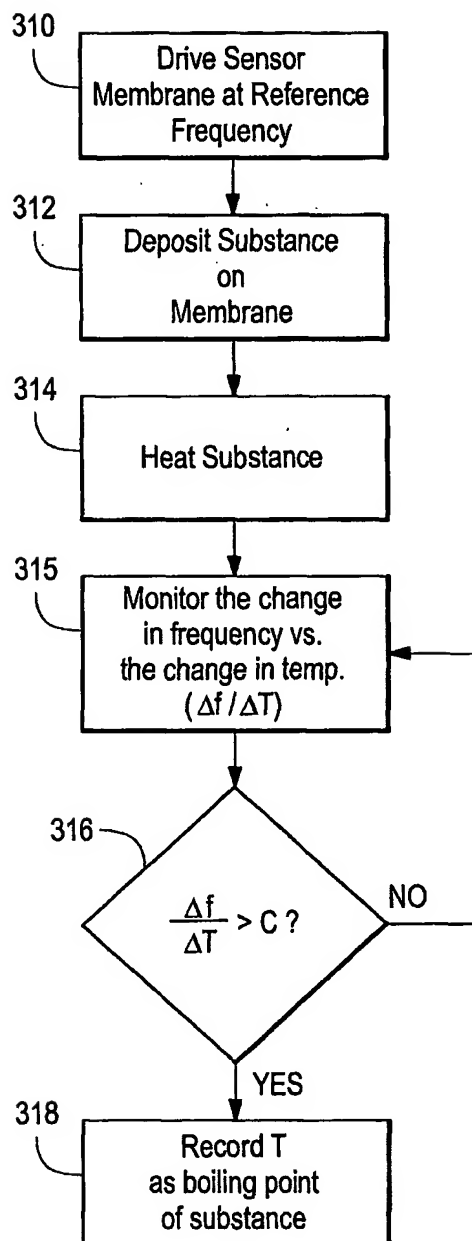 310
Drive Sensor
Membrane at Reference
Frequency
312
Deposit Substance
on
Membrane
314
Heat Substance
315
Monitor the change
in frequency vs.
the change in temp.
(Δf/ΔT)
316
Δf
ΔT > C ?
NO
YES
318
Record T
as boiling point
of substance